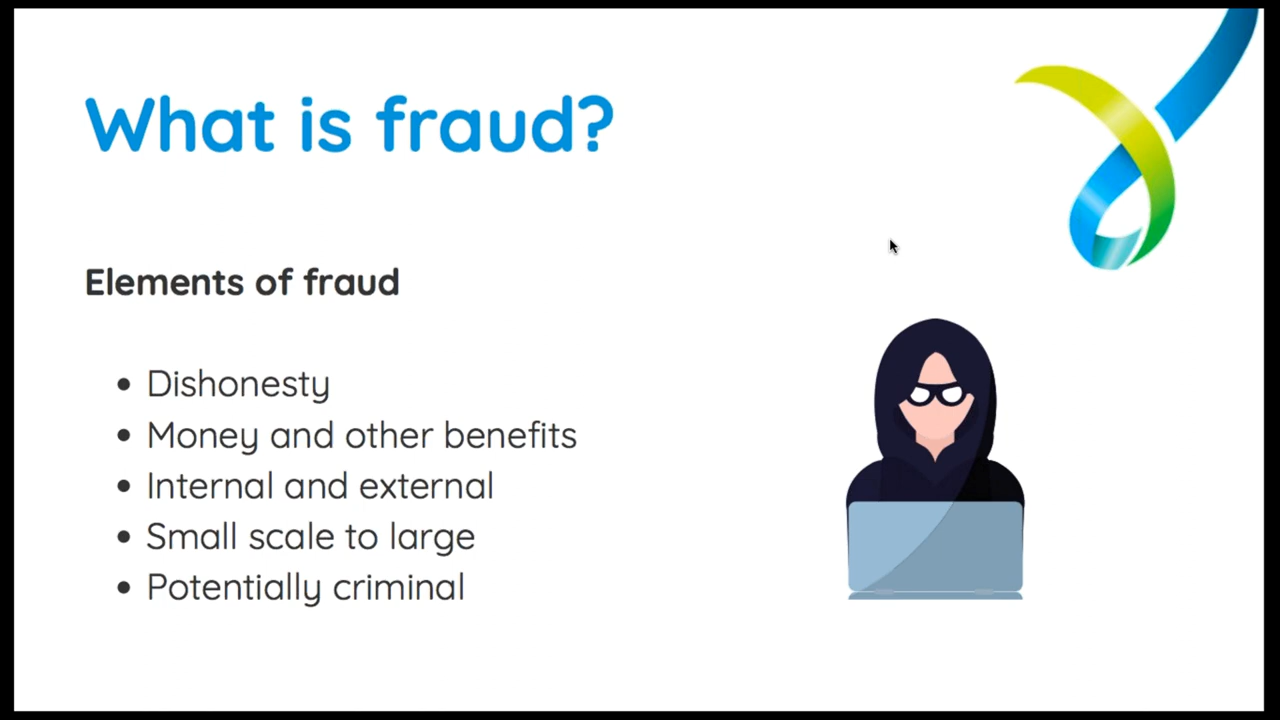 What is fraud?
Elements of fraud
• Dishonesty
• Money and other benefits
• Internal and external
• Small scale to large
• Potentially criminal